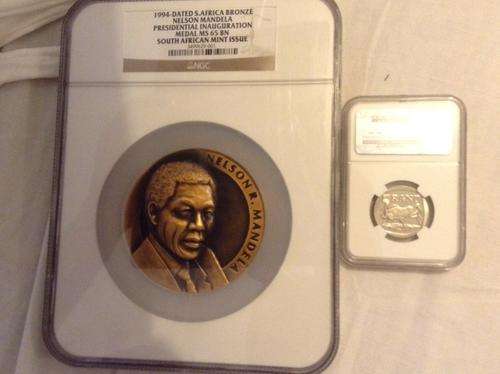 1994-DATED S.AFRICA BRONZE
NELSON MANDELA
PRESIDENTIAL INAUGURATION
MEDAL MS 65 BN
SOUTH AFRICAN MINT ISSUE
NGC
NELSON R. MANDELA